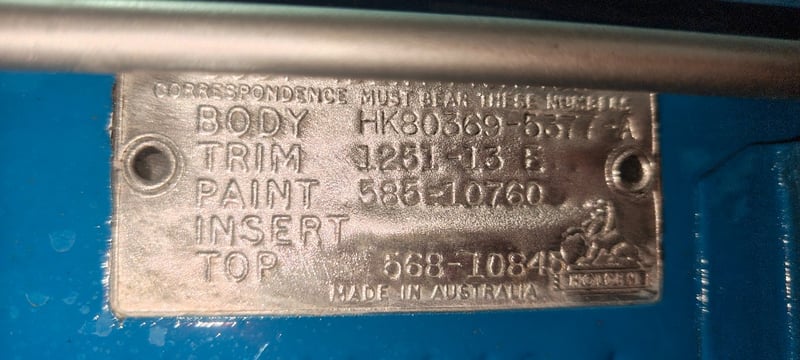 CORRESPONDENCE MUST BEAR THESE NUMBERS
BODY HK80369-5377-A
TRIM 1251-13 E
PAINT 585-10760
INSERT
TOP 568-10845
MADE IN AUSTRALIA
HOLDEN